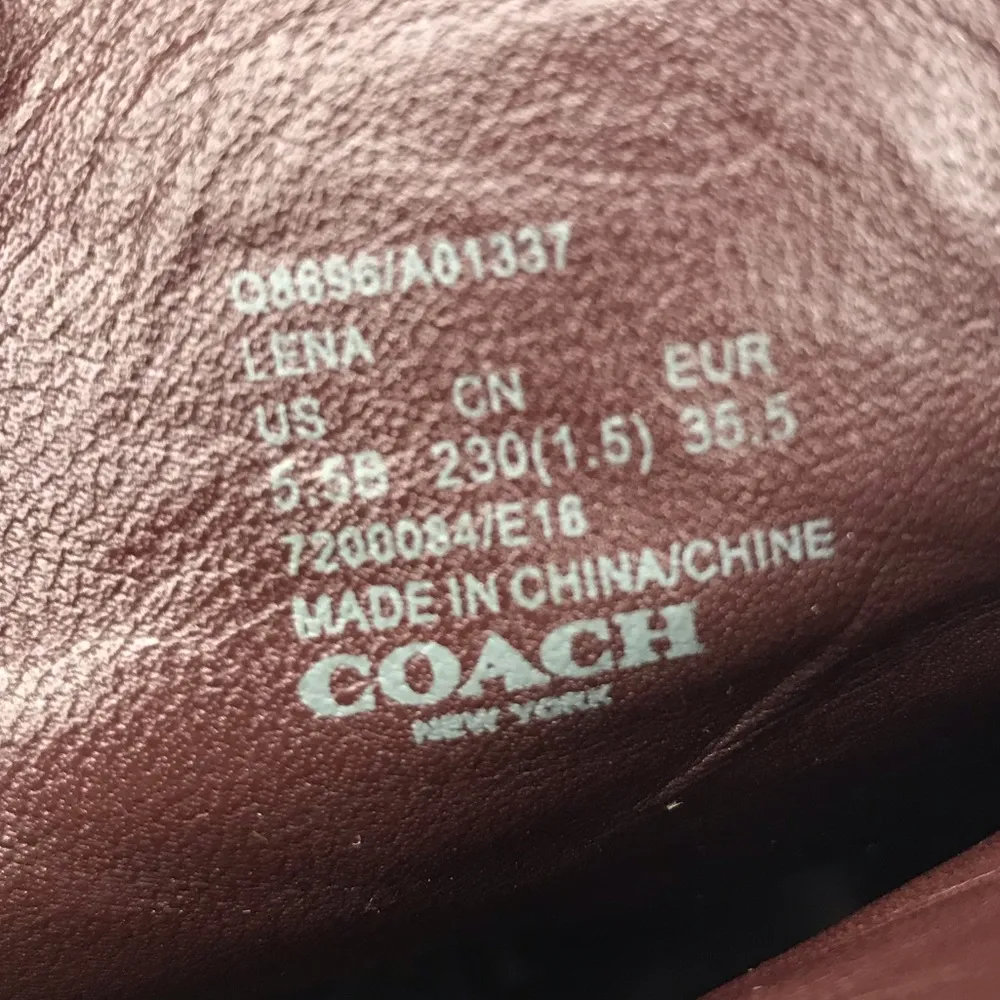 Q8696/A01337
LENA
US CN EUR
5.5B 230(1.5) 35.5
7200084/E18
MADE IN CHINA/CHINE
COACH
NEW YORK